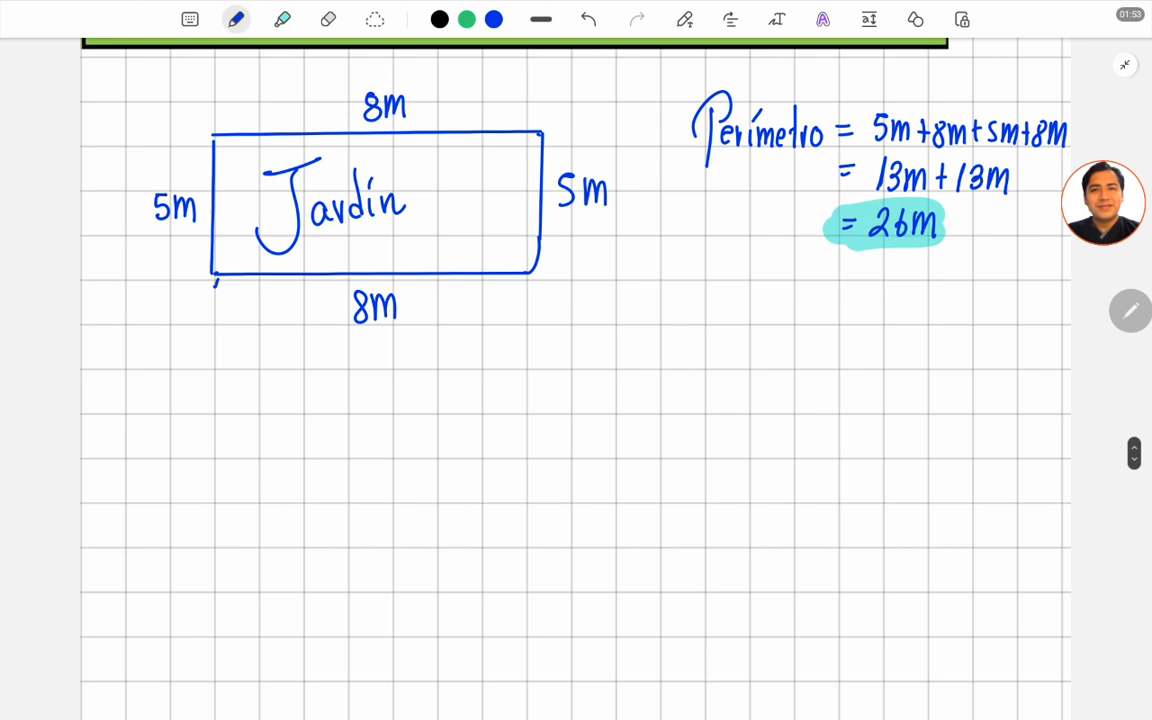 01:53
8m
5m
Jardín
5m
8m
Perímetro = 5m+8m+5m+8m
= 13m+13m
= 26m